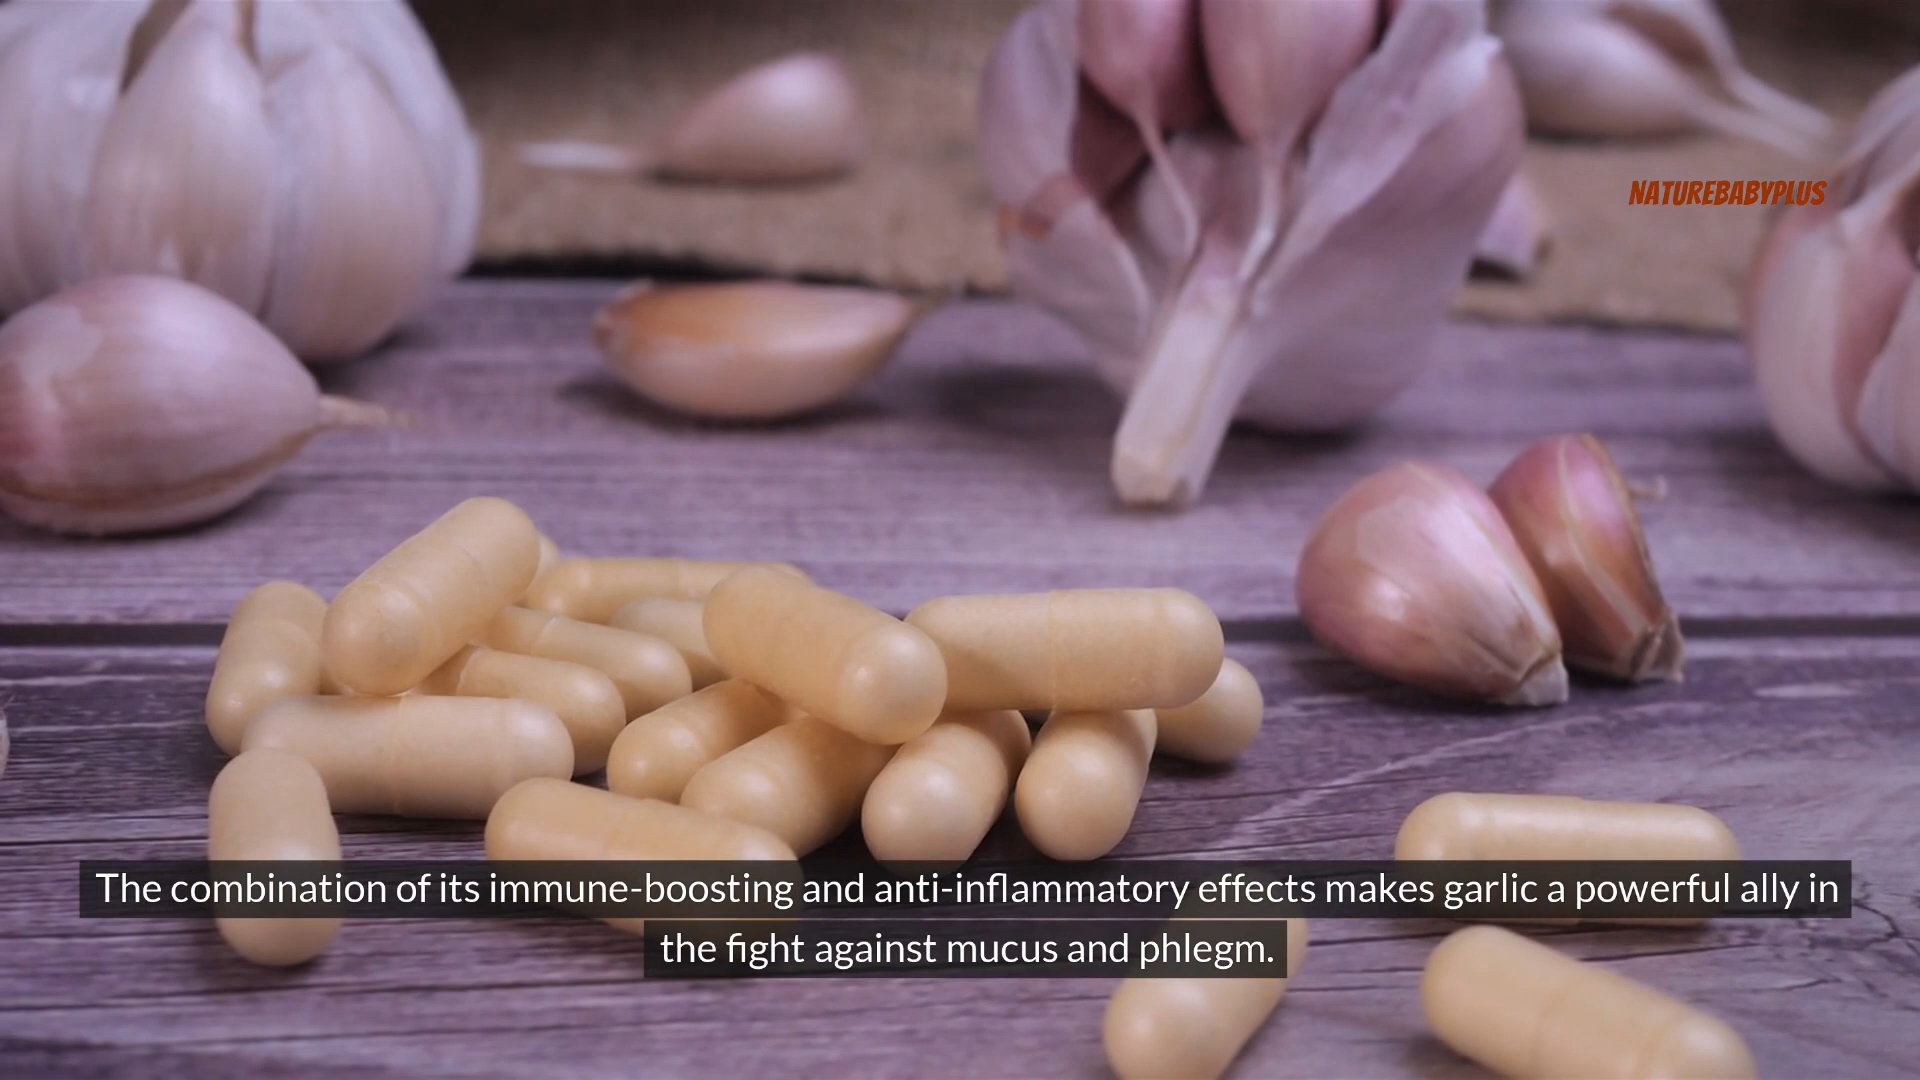 NATUREBABYPLUS
The combination of its immune-boosting and anti-inflammatory effects makes garlic a powerful ally in
the fight against mucus and phlegm.